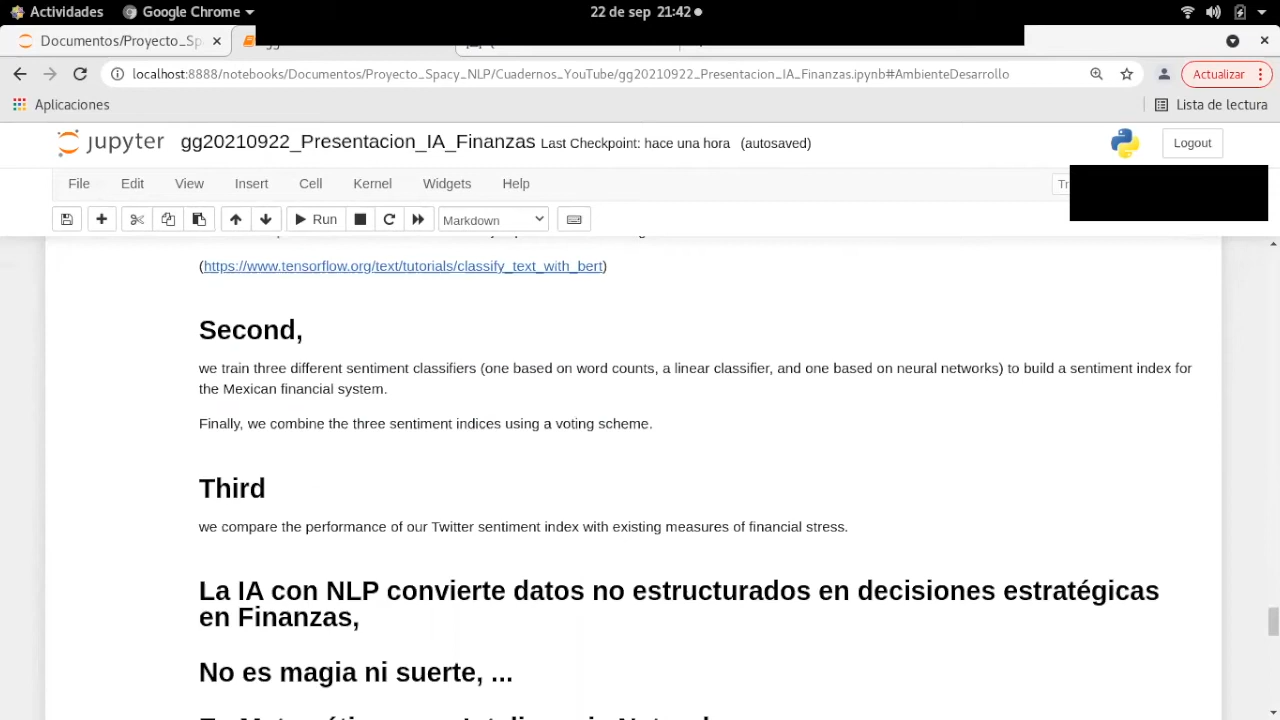 Actividades
Google Chrome
22 de sep 21:42
Documentos/Proyecto_Sp
localhost:8888/notebooks/Documentos/Proyecto_Spacy_NLP/Cuadernos_YouTube/gg20210922_Presentacion_IA_Finanzas.ipynb#AmbienteDesarrollo
Actualizar
Aplicaciones
Lista de lectura
jupyter gg20210922_Presentacion_IA_Finanzas Last Checkpoint: hace una hora (autosaved)
Logout
File Edit View Insert Cell Kernel Widgets Help
Run
Markdown
(https://www.tensorflow.org/text/tutorials/classify_text_with_bert)
Second,
we train three different sentiment classifiers (one based on word counts, a linear classifier, and one based on neural networks) to build a sentiment index for
the Mexican financial system.
Finally, we combine the three sentiment indices using a voting scheme.
Third
we compare the performance of our Twitter sentiment index with existing measures of financial stress.
La IA con NLP convierte datos no estructurados en decisiones estratégicas
en Finanzas,
No es magia ni suerte, ...